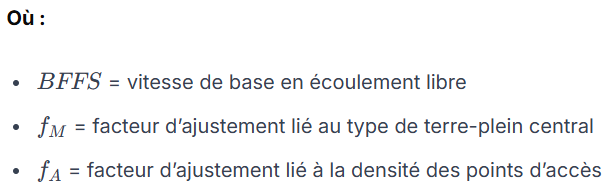 Où :
• BFFS = vitesse de base en écoulement libre
• f_M = facteur d’ajustement lié au type de terre-plein central
• f_A = facteur d’ajustement lié à la densité des points d’accès